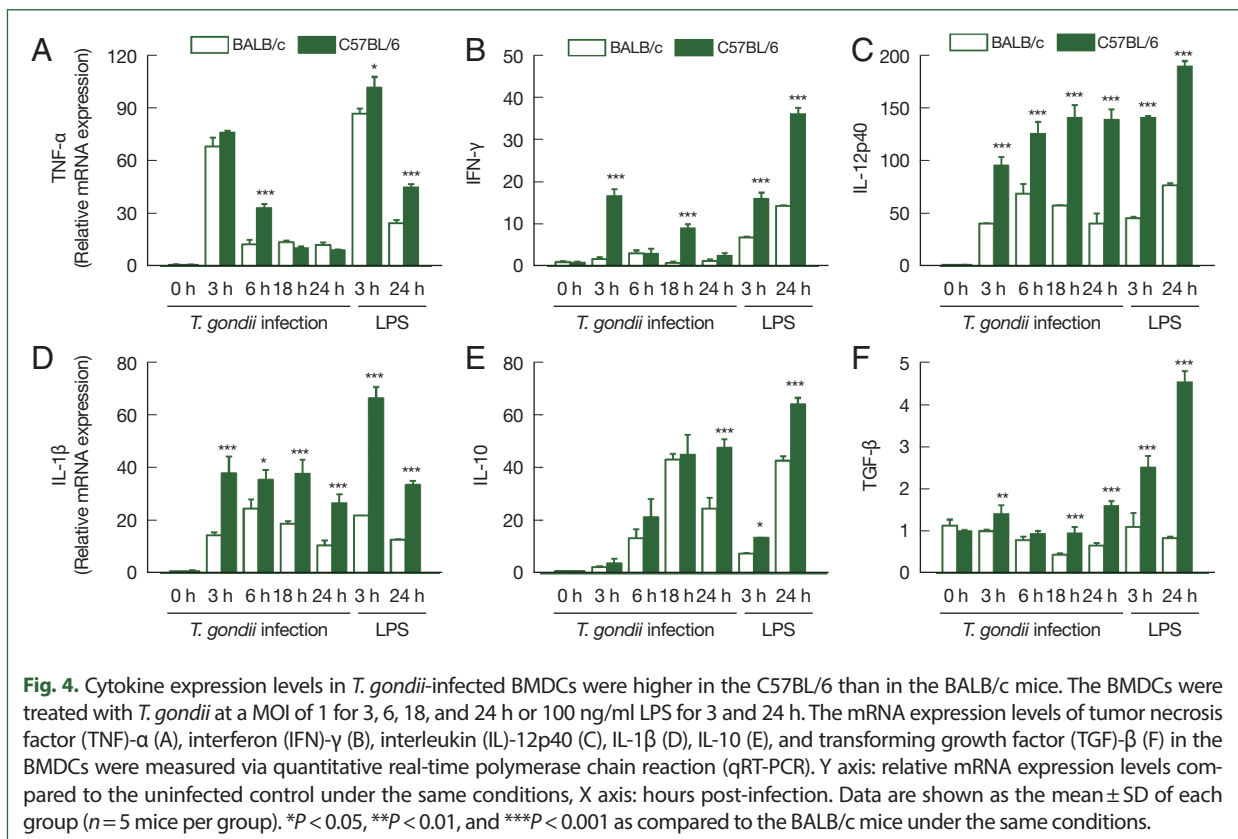 A
BALB/c
C57BL/6
TNF-α
(Relative mRNA expression)
120
90
60
30
0
*
***
***
0 h 3 h 6 h 18 h 24 h 3 h 24 h
T. gondii infection LPS
B
BALB/c
C57BL/6
IFN-γ
50
40
30
20
10
0
***
***
***
***
0 h 3 h 6 h 18 h 24 h 3 h 24 h
T. gondii infection LPS
C
BALB/c
C57BL/6
IL-12p40
200
150
100
50
0
***
***
***
***
***
***
0 h 3 h 6 h 18 h 24 h 3 h 24 h
T. gondii infection LPS
D
IL-1β
(Relative mRNA expression)
80
60
40
20
0
***
*
***
***
***
***
0 h 3 h 6 h 18 h 24 h 3 h 24 h
T. gondii infection LPS
E
IL-10
80
60
40
20
0
***
*
***
0 h 3 h 6 h 18 h 24 h 3 h 24 h
T. gondii infection LPS
F
TGF-β
5
4
3
2
1
0
**
***
***
***
***
0 h 3 h 6 h 18 h 24 h 3 h 24 h
T. gondii infection LPS
Fig. 4. Cytokine expression levels in T. gondii-infected BMDCs were higher in the C57BL/6 than in the BALB/c mice. The BMDCs were
treated with T. gondii at a MOI of 1 for 3, 6, 18, and 24 h or 100 ng/ml LPS for 3 and 24 h. The mRNA expression levels of tumor necrosis
factor (TNF)-α (A), interferon (IFN)-γ (B), interleukin (IL)-12p40 (C), IL-1β (D), IL-10 (E), and transforming growth factor (TGF)-β (F) in the
BMDCs were measured via quantitative real-time polymerase chain reaction (qRT-PCR). Y axis: relative mRNA expression levels com-
pared to the uninfected control under the same conditions, X axis: hours post-infection. Data are shown as the mean ± SD of each
group (n = 5 mice per group). *P < 0.05, **P < 0.01, and ***P < 0.001 as compared to the BALB/c mice under the same conditions.